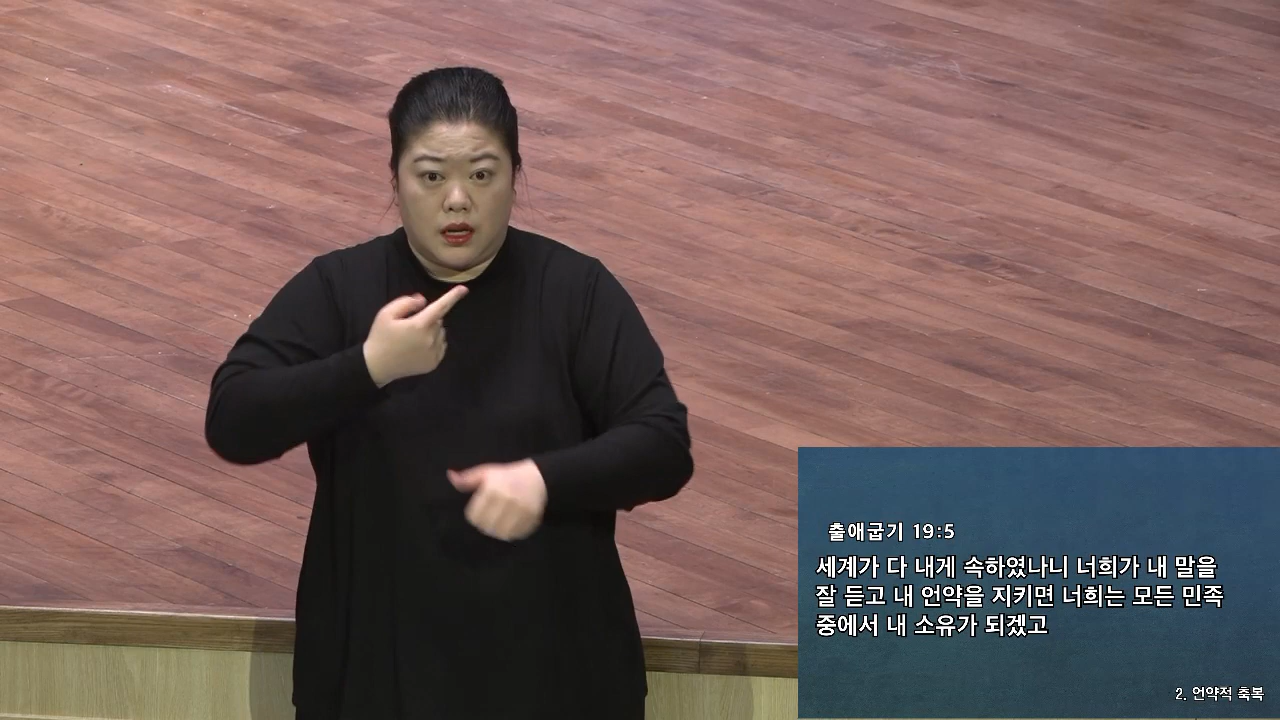 출애굽기 19:5
세계가 다 내게 속하였나니 너희가 내 말을
잘 듣고 내 언약을 지키면 너희는 모든 민족
중에서 내 소유가 되겠고
2. 언약적 축복